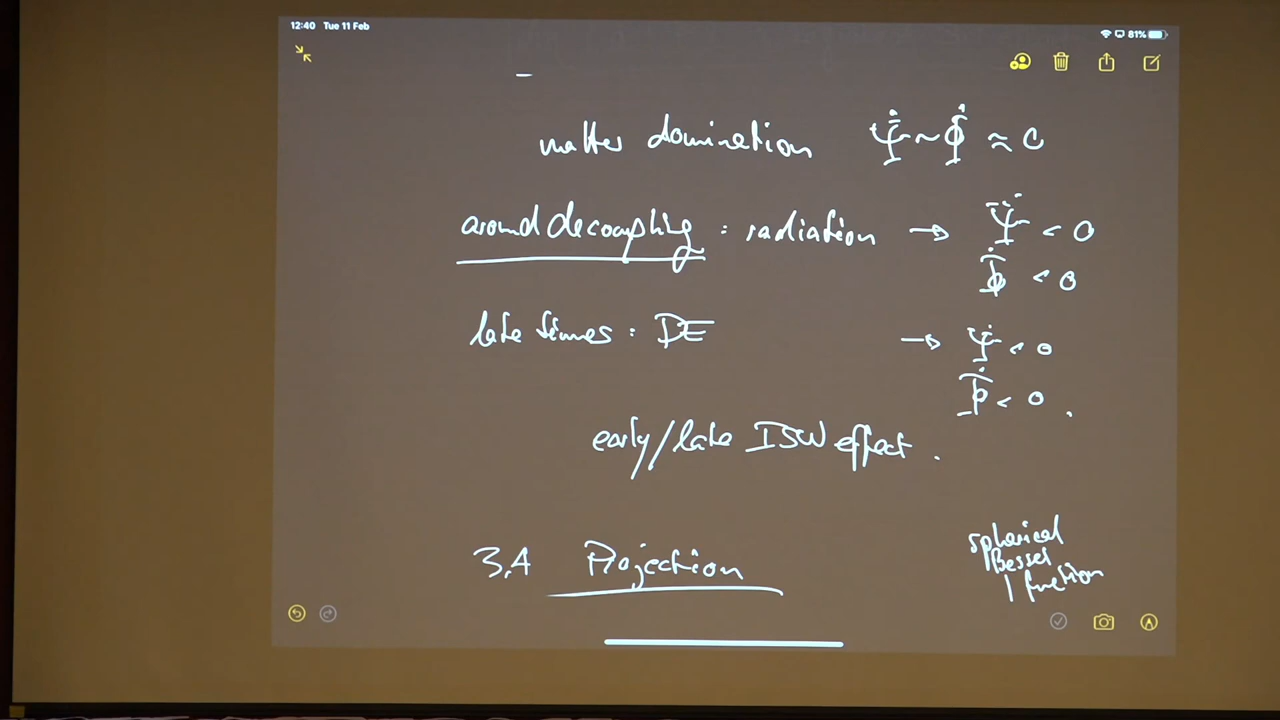 12:40 Tue 11 Feb
81%
matter domination Ψ̇ ~ Φ̇ ≈ 0
around decoupling : radiation → Ψ̇ < 0
Φ̇ < 0
late times : DE → Ψ̇ < 0
Φ̇ < 0 .
early/late ISW effect .
spherical
Bessel
function
3.4 Projection